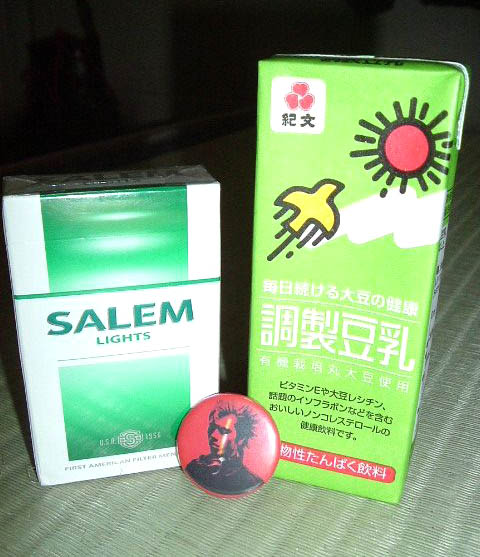 SALEM
SALEM
LIGHTS
U.S.A. 1956
FIRST AMERICAN FILTER MEN
紀文
毎日続ける大豆の健康
調製豆乳
有機栽培丸大豆使用
ビタミンEや大豆レシチン、
話題のイソフラボンなどを含む
おいしいノンコレステロールの
健康飲料です。
物性たんぱく飲料